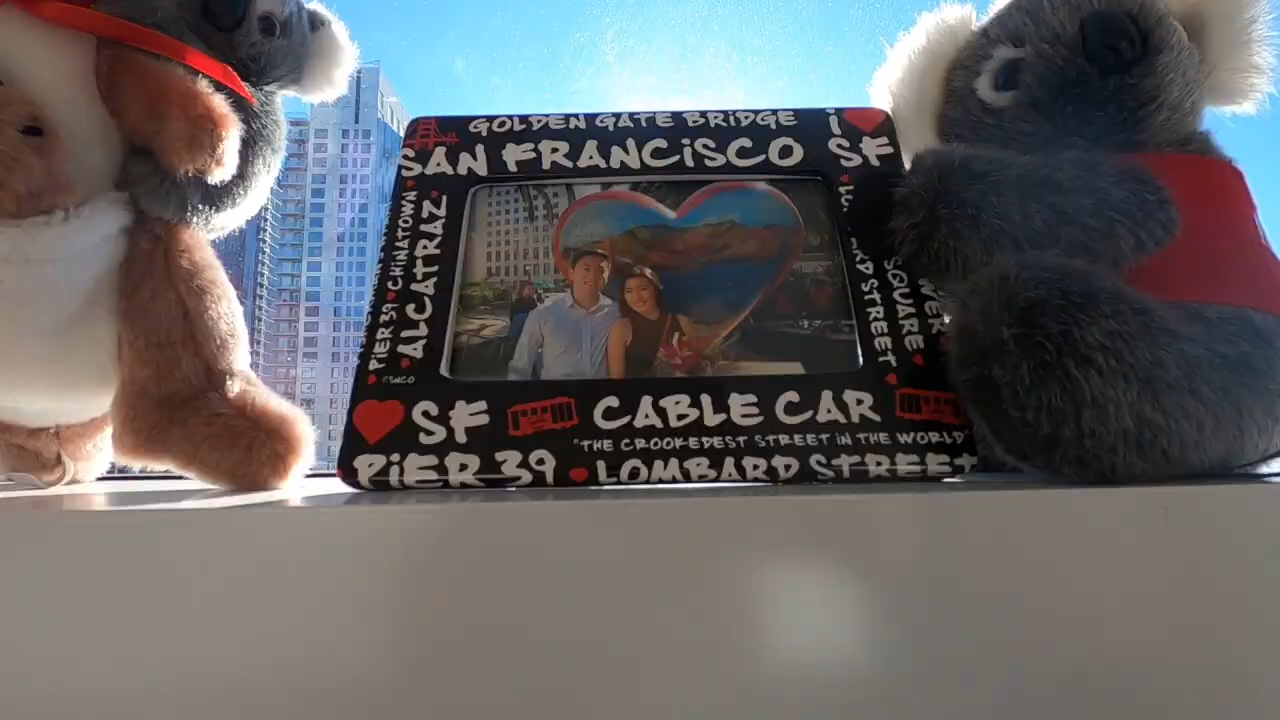 GOLDEN GATE BRIDGE
i SF
SAN FRANCISCO
PIER 39 CHINATOWN
ALCATRAZ
STREET
SQUARE
SF
CABLE CAR
"THE CROOKEDEST STREET IN THE WORLD"
PIER 39 LOMBARD STREET